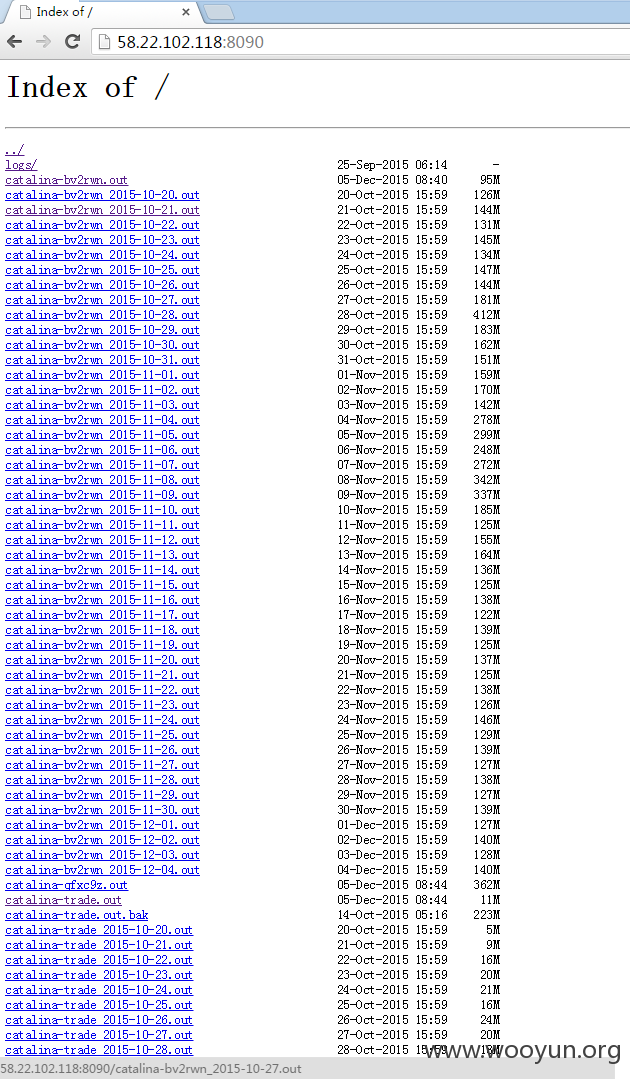 Index of /
58.22.102.118:8090
Index of /
../
logs/ 25-Sep-2015 06:14 -
catalina-bv2rwn.out 05-Dec-2015 08:40 95M
catalina-bv2rwn_2015-10-20.out 20-Oct-2015 15:59 126M
catalina-bv2rwn_2015-10-21.out 21-Oct-2015 15:59 144M
catalina-bv2rwn_2015-10-22.out 22-Oct-2015 15:59 131M
catalina-bv2rwn_2015-10-23.out 23-Oct-2015 15:59 145M
catalina-bv2rwn_2015-10-24.out 24-Oct-2015 15:59 134M
catalina-bv2rwn_2015-10-25.out 25-Oct-2015 15:59 147M
catalina-bv2rwn_2015-10-26.out 26-Oct-2015 15:59 144M
catalina-bv2rwn_2015-10-27.out 27-Oct-2015 15:59 181M
catalina-bv2rwn_2015-10-28.out 28-Oct-2015 15:59 412M
catalina-bv2rwn_2015-10-29.out 29-Oct-2015 15:59 183M
catalina-bv2rwn_2015-10-30.out 30-Oct-2015 15:59 162M
catalina-bv2rwn_2015-10-31.out 31-Oct-2015 15:59 151M
catalina-bv2rwn_2015-11-01.out 01-Nov-2015 15:59 159M
catalina-bv2rwn_2015-11-02.out 02-Nov-2015 15:59 170M
catalina-bv2rwn_2015-11-03.out 03-Nov-2015 15:59 142M
catalina-bv2rwn_2015-11-04.out 04-Nov-2015 15:59 278M
catalina-bv2rwn_2015-11-05.out 05-Nov-2015 15:59 299M
catalina-bv2rwn_2015-11-06.out 06-Nov-2015 15:59 248M
catalina-bv2rwn_2015-11-07.out 07-Nov-2015 15:59 272M
catalina-bv2rwn_2015-11-08.out 08-Nov-2015 15:59 342M
catalina-bv2rwn_2015-11-09.out 09-Nov-2015 15:59 337M
catalina-bv2rwn_2015-11-10.out 10-Nov-2015 15:59 185M
catalina-bv2rwn_2015-11-11.out 11-Nov-2015 15:59 125M
catalina-bv2rwn_2015-11-12.out 12-Nov-2015 15:59 155M
catalina-bv2rwn_2015-11-13.out 13-Nov-2015 15:59 164M
catalina-bv2rwn_2015-11-14.out 14-Nov-2015 15:59 136M
catalina-bv2rwn_2015-11-15.out 15-Nov-2015 15:59 125M
catalina-bv2rwn_2015-11-16.out 16-Nov-2015 15:59 138M
catalina-bv2rwn_2015-11-17.out 17-Nov-2015 15:59 122M
catalina-bv2rwn_2015-11-18.out 18-Nov-2015 15:59 139M
catalina-bv2rwn_2015-11-19.out 19-Nov-2015 15:59 125M
catalina-bv2rwn_2015-11-20.out 20-Nov-2015 15:59 137M
catalina-bv2rwn_2015-11-21.out 21-Nov-2015 15:59 125M
catalina-bv2rwn_2015-11-22.out 22-Nov-2015 15:59 138M
catalina-bv2rwn_2015-11-23.out 23-Nov-2015 15:59 126M
catalina-bv2rwn_2015-11-24.out 24-Nov-2015 15:59 146M
catalina-bv2rwn_2015-11-25.out 25-Nov-2015 15:59 129M
catalina-bv2rwn_2015-11-26.out 26-Nov-2015 15:59 139M
catalina-bv2rwn_2015-11-27.out 27-Nov-2015 15:59 127M
catalina-bv2rwn_2015-11-28.out 28-Nov-2015 15:59 138M
catalina-bv2rwn_2015-11-29.out 29-Nov-2015 15:59 127M
catalina-bv2rwn_2015-11-30.out 30-Nov-2015 15:59 139M
catalina-bv2rwn_2015-12-01.out 01-Dec-2015 15:59 127M
catalina-bv2rwn_2015-12-02.out 02-Dec-2015 15:59 140M
catalina-bv2rwn_2015-12-03.out 03-Dec-2015 15:59 128M
catalina-bv2rwn_2015-12-04.out 04-Dec-2015 15:59 140M
catalina-gfxc9z.out 05-Dec-2015 08:44 362M
catalina-trade.out 05-Dec-2015 08:44 11M
catalina-trade.out.bak 14-Oct-2015 05:16 223M
catalina-trade_2015-10-20.out 20-Oct-2015 15:59 5M
catalina-trade_2015-10-21.out 21-Oct-2015 15:59 9M
catalina-trade_2015-10-22.out 22-Oct-2015 15:59 16M
catalina-trade_2015-10-23.out 23-Oct-2015 15:59 20M
catalina-trade_2015-10-24.out 24-Oct-2015 15:59 21M
catalina-trade_2015-10-25.out 25-Oct-2015 15:59 16M
catalina-trade_2015-10-26.out 26-Oct-2015 15:59 24M
catalina-trade_2015-10-27.out 27-Oct-2015 15:59 20M
catalina-trade_2015-10-28.out 28-Oct-2015 15:59
www.wooyun.org
58.22.102.118:8090/catalina-bv2rwn_2015-10-27.out